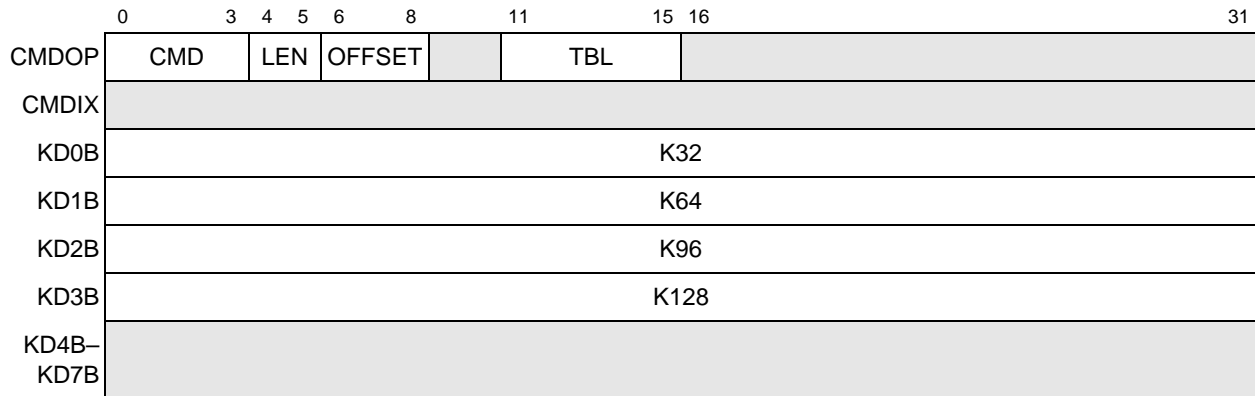 0 3 4 5 6 8 11 15 16 31
CMDOP CMD LEN OFFSET TBL
CMDIX
KD0B K32
KD1B K64
KD2B K96
KD3B K128
KD4B–
KD7B